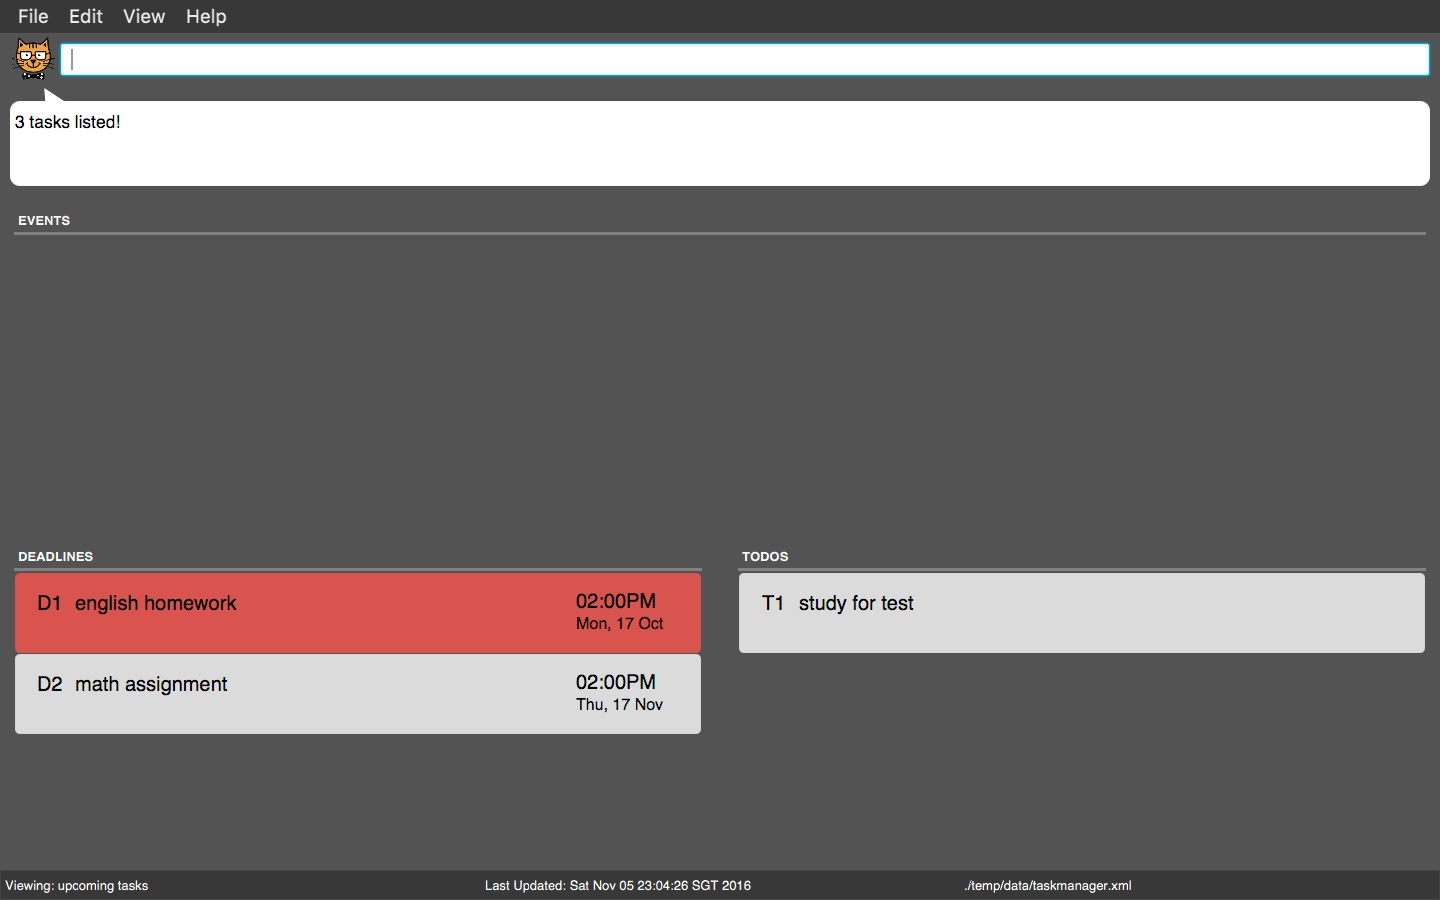 File Edit View Help
3 tasks listed!
EVENTS
DEADLINES
D1 english homework 02:00PM
Mon, 17 Oct
D2 math assignment 02:00PM
Thu, 17 Nov
TODOS
T1 study for test
Viewing: upcoming tasks Last Updated: Sat Nov 05 23:04:26 SGT 2016 ./temp/data/taskmanager.xml